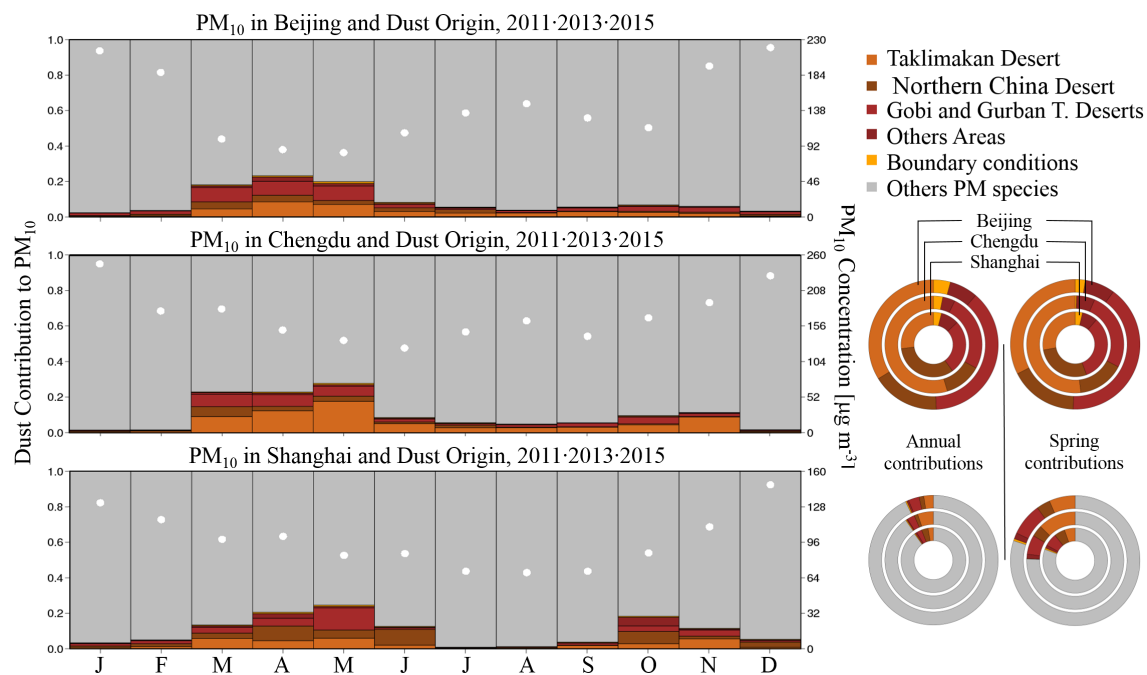 PM10 in Beijing and Dust Origin, 2011·2013·2015
1.0
0.8
0.6
0.4
0.2
0.0
230
184
138
92
46
0
PM10 in Chengdu and Dust Origin, 2011·2013·2015
1.0
0.8
0.6
0.4
0.2
0.0
260
208
156
104
52
0
PM10 in Shanghai and Dust Origin, 2011·2013·2015
1.0
0.8
0.6
0.4
0.2
0.0
160
128
96
64
32
0
J F M A M J J A S O N D
Dust Contribution to PM10
PM10 Concentration [µg m-3]
Taklimakan Desert
Northern China Desert
Gobi and Gurban T. Deserts
Others Areas
Boundary conditions
Others PM species
Beijing
Chengdu
Shanghai
Annual
contributions
Spring
contributions